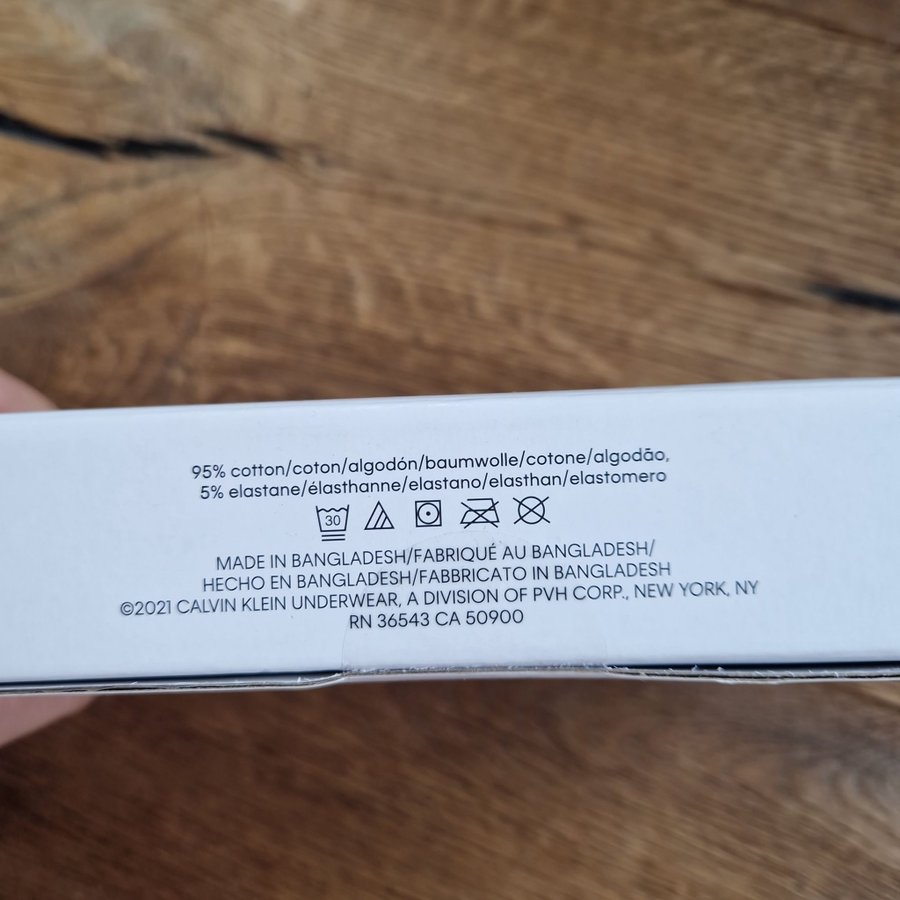 95% cotton/coton/algodón/baumwolle/cotone/algodão,
5% elastane/élasthanne/elastano/elasthan/elastomero
30
MADE IN BANGLADESH/FABRIQUÉ AU BANGLADESH/
HECHO EN BANGLADESH/FABBRICATO IN BANGLADESH
©2021 CALVIN KLEIN UNDERWEAR, A DIVISION OF PVH CORP., NEW YORK, NY
RN 36543 CA 50900